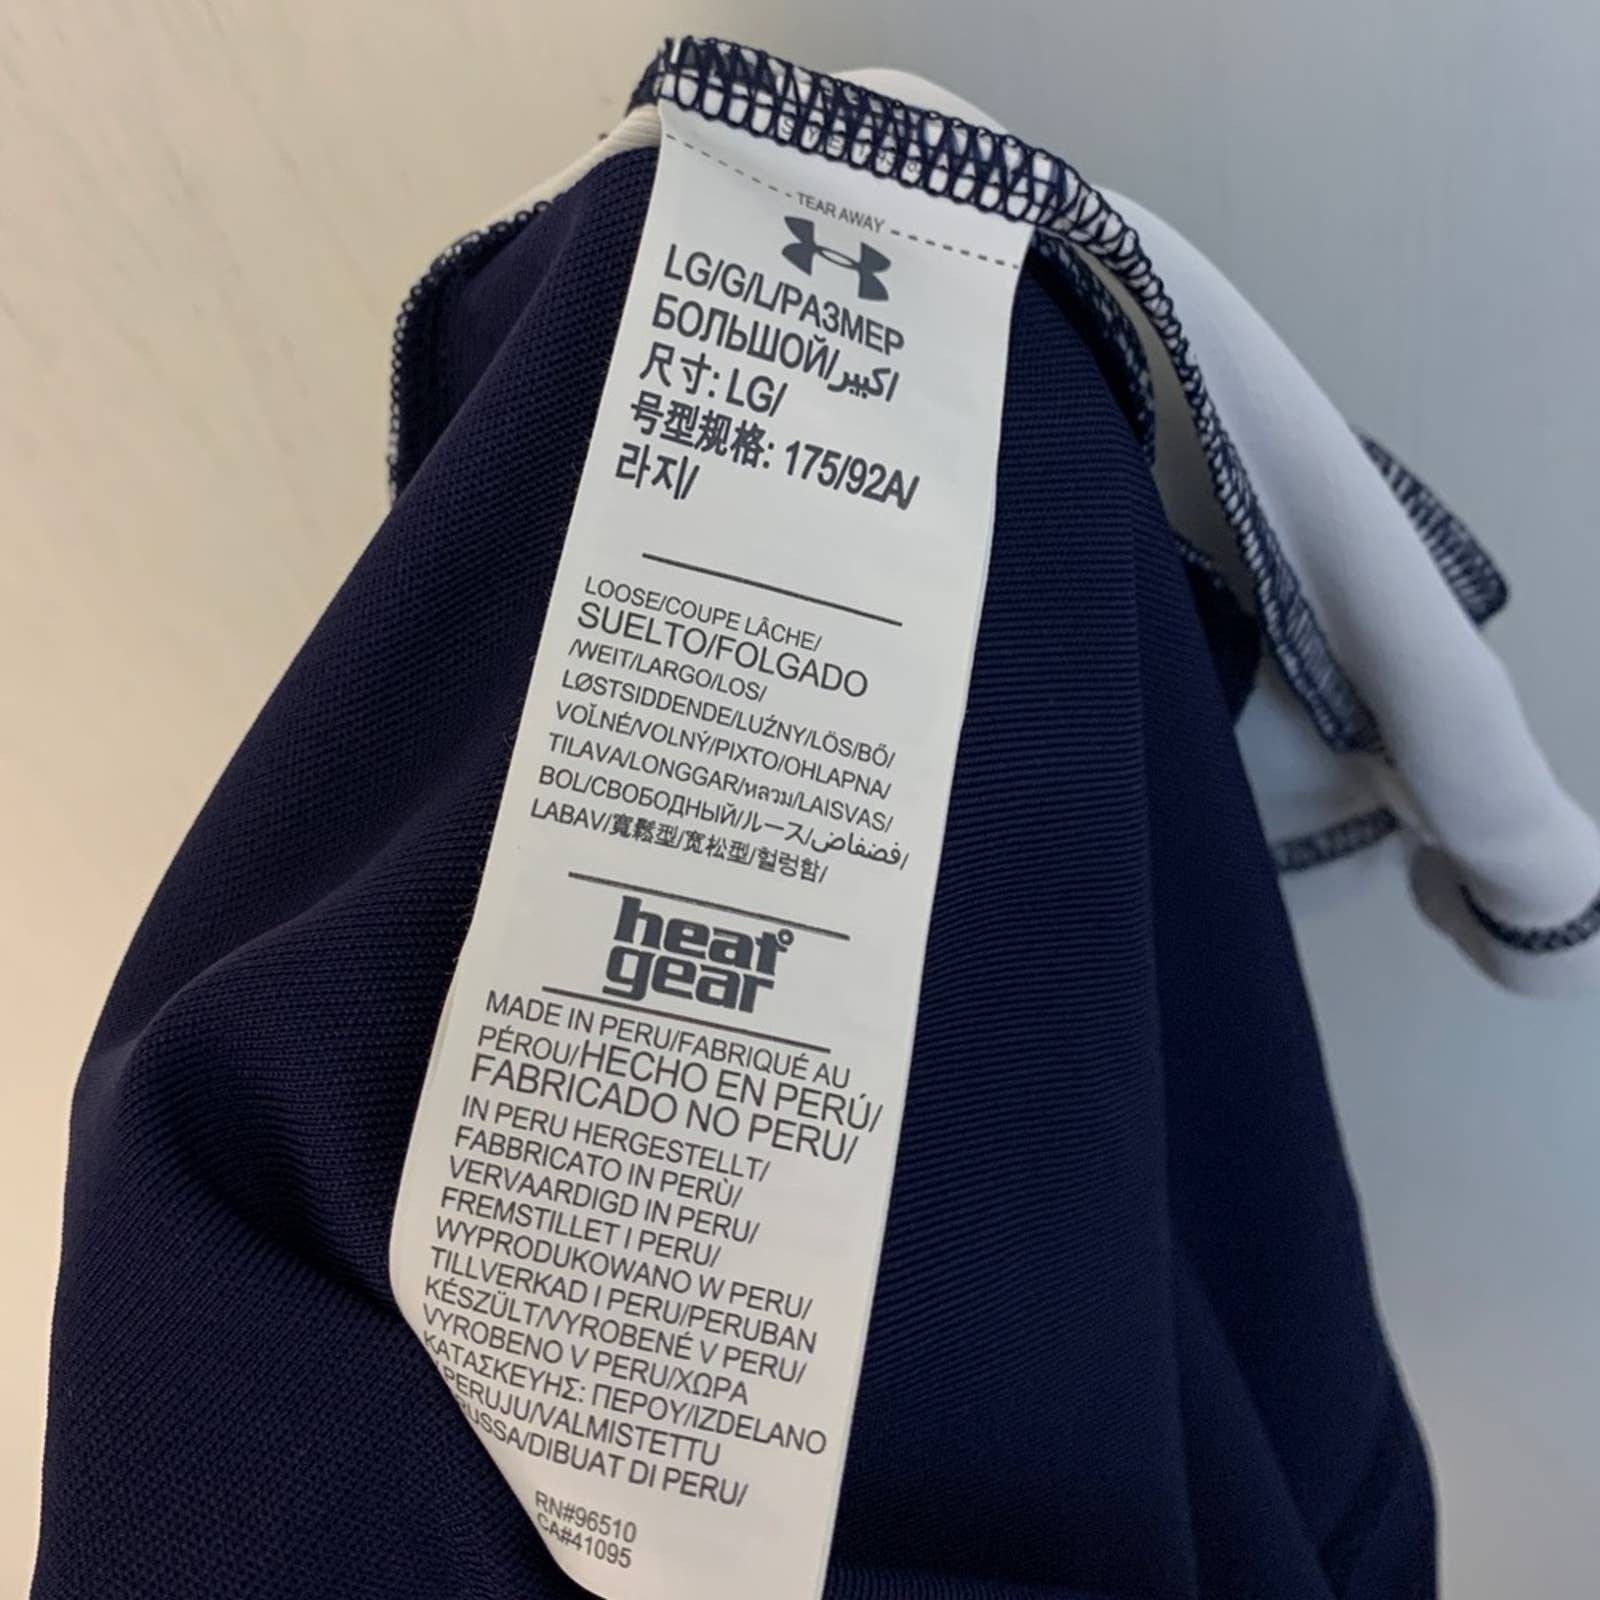 TEAR AWAY
LG/G/L/РАЗМЕР
БОЛЬШОЙ/اكبير/
尺寸: LG/
号型规格: 175/92A/
라지/
LOOSE/COUPE LÂCHE/
SUELTO/FOLGADO
/WEIT/LARGO/LOS/
LØSTSIDDENDE/LUŹNY/LÖS/BŐ/
VOĽNÉ/VOLNÝ/PIXTO/OHLAPNA/
TILAVA/LONGGAR/หลวม/LAISVAS/
BOL/СВОБОДНЫЙ/ルース/فضفاض/
LABAV/寬鬆型/宽松型/헐렁함/
heat°
gear
MADE IN PERU/FABRIQUÉ AU
PÉROU/HECHO EN PERÚ/
FABRICADO NO PERU/
IN PERU HERGESTELLT/
FABBRICATO IN PERÙ/
VERVAARDIGD IN PERU/
FREMSTILLET I PERU/
WYPRODUKOWANO W PERU/
TILLVERKAD I PERU/PERUBAN
KÉSZÜLT/VYROBENÉ V PERU/
VYROBENO V PERU/ΧΩΡΑ
ΚΑΤΑΣΚΕΥΗΣ: ΠΕΡΟΥ/IZDELANO
PERUJU/VALMISTETTU
/DIBUAT DI PERU/
RN#96510
CA#41095